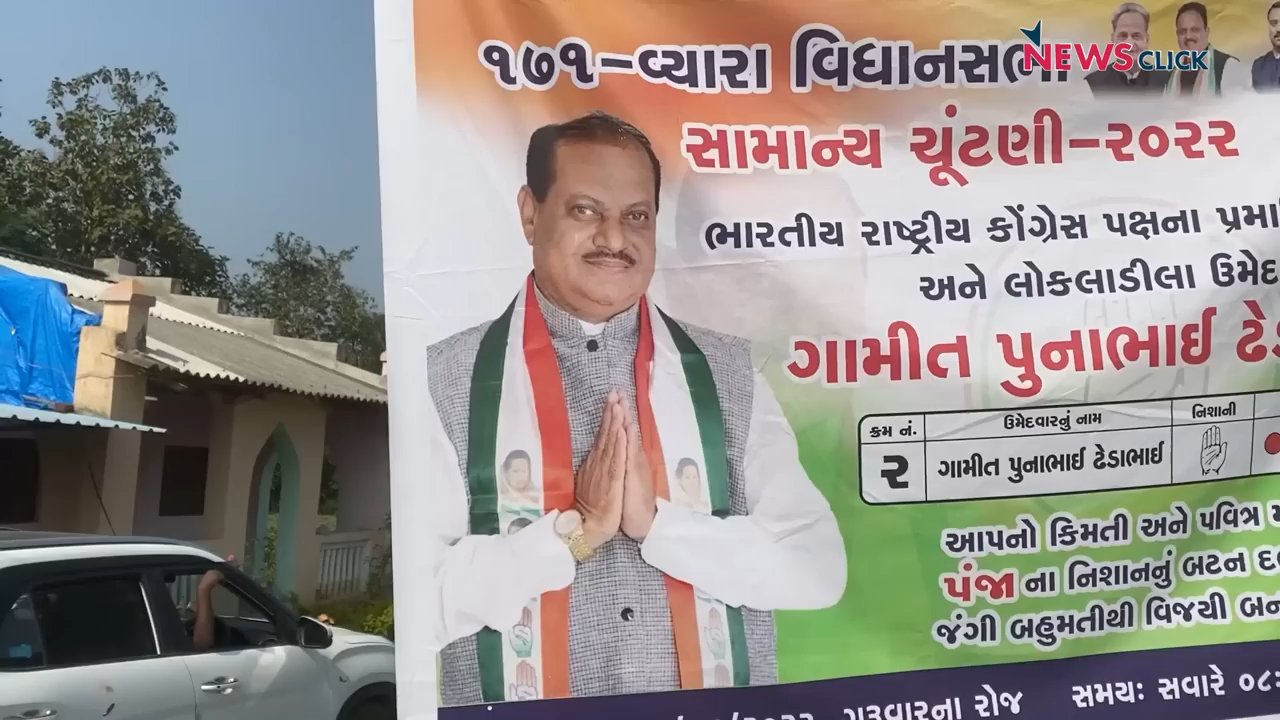 NEWSCLICK
૧૭૧-વ્યારા વિધાનસભા
સામાન્ય ચૂંટણી-૨૦૨૨
ભારતીય રાષ્ટ્રીય કોંગ્રેસ પક્ષના
અને લોકલાડીલા
ગામીત પુનાભાઈ
ક્રમ નં. ઉમેદવારનું નામ નિશાની
૨ ગામીત પુનાભાઈ ઢેડાભાઈ
આપનો કિંમતી અને પવિત્ર
પંજા ના નિશાનનું બટન
જંગી બહુમતીથી વિજયી
ગુરૂવારના રોજ સમય: સવારે